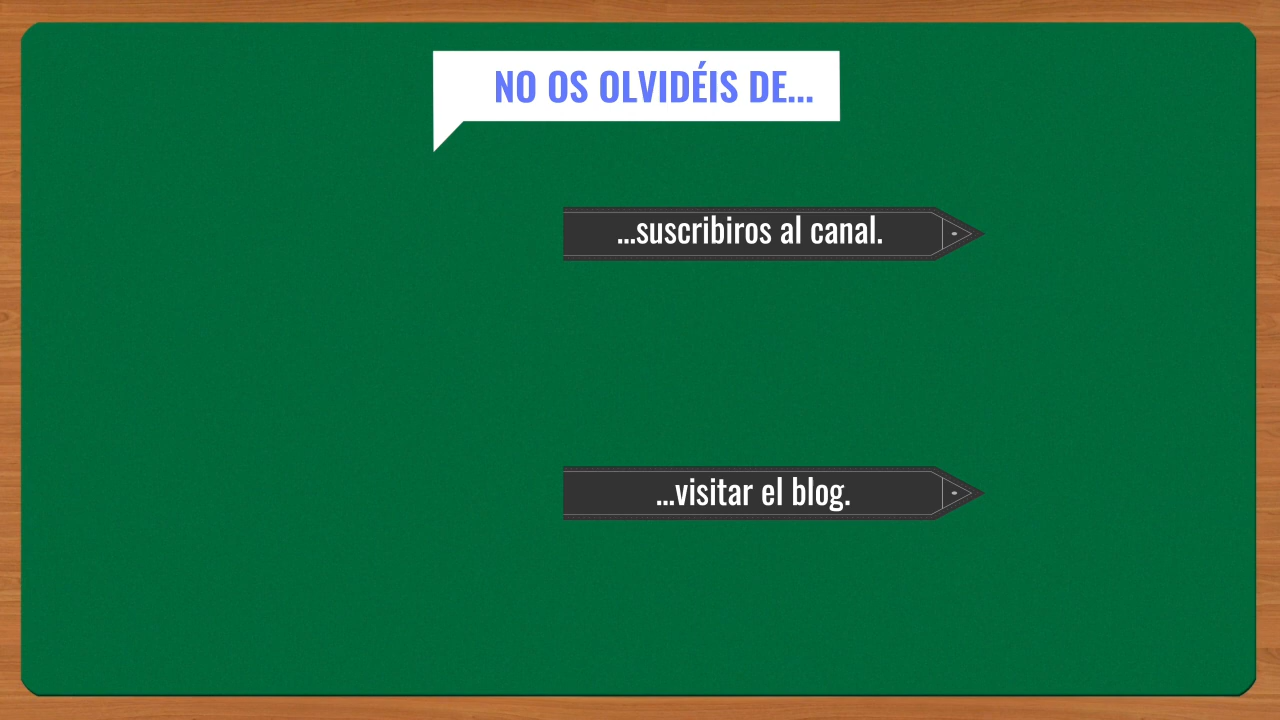 NO OS OLVIDÉIS DE...
...suscribiros al canal.
...visitar el blog.